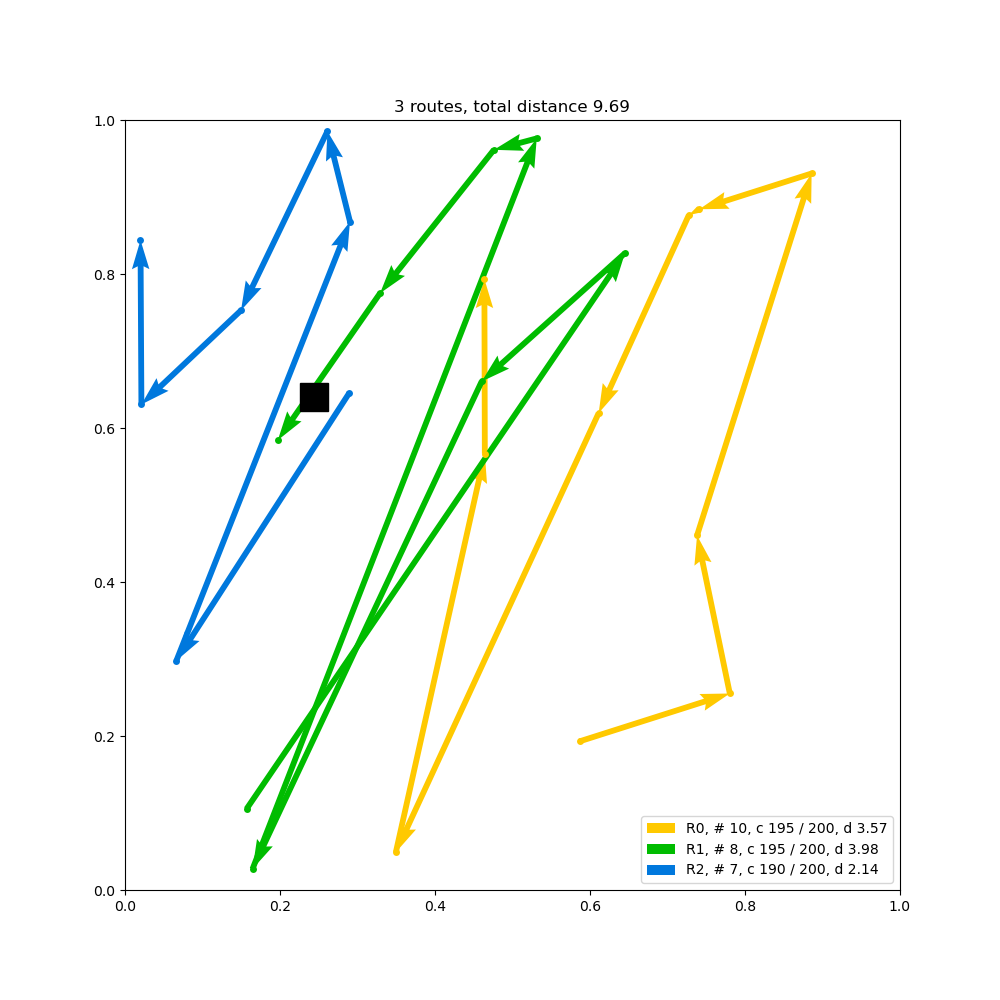 3 routes, total distance 9.69
1.0
0.8
0.6
0.4
0.2
0.0
0.0 0.2 0.4 0.6 0.8 1.0
R0, # 10, c 195 / 200, d 3.57
R1, # 8, c 195 / 200, d 3.98
R2, # 7, c 190 / 200, d 2.14